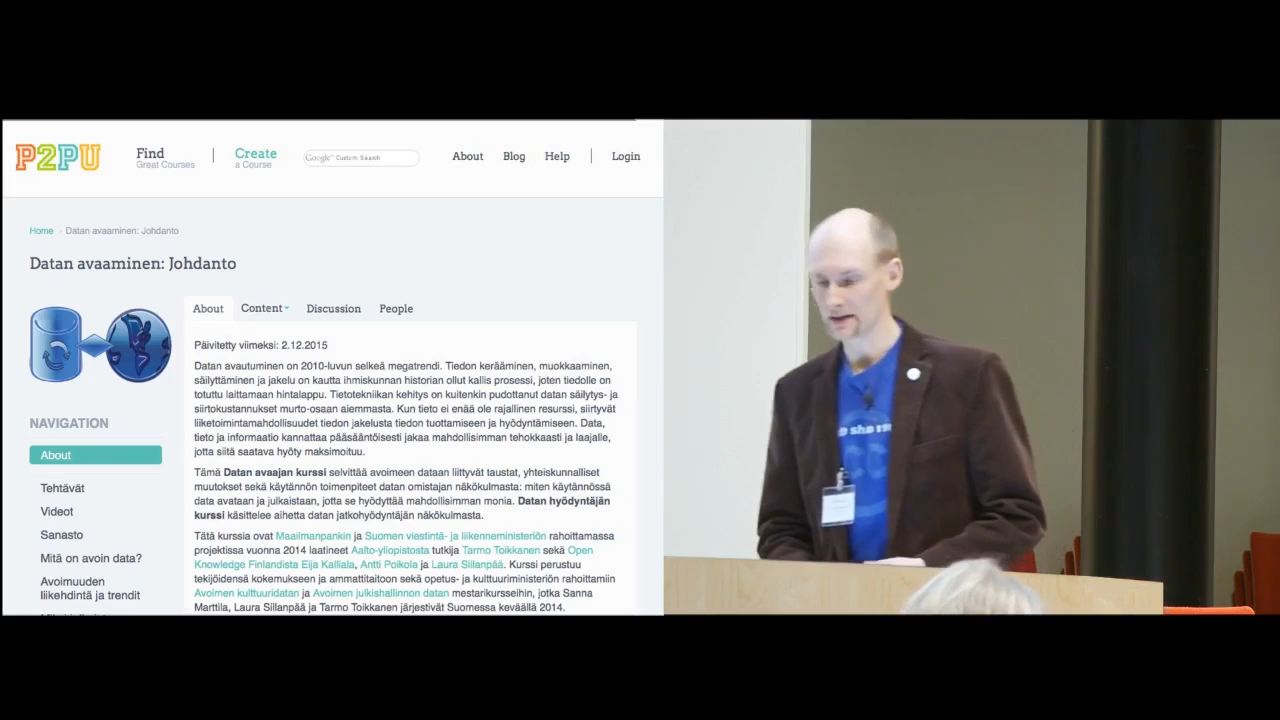 P2PU
Find
Great Courses
Create
a Course
Google™ Custom Search
About Blog Help Login
Home · Datan avaaminen: Johdanto
Datan avaaminen: Johdanto
About Content Discussion People
NAVIGATION
About
Tehtävät
Videot
Sanasto
Mitä on avoin data?
Avoimuuden
liikehdintä ja trendit
Päivitetty viimeksi: 2.12.2015
Datan avautuminen on 2010-luvun selkeä megatrendi. Tiedon kerääminen, muokkaaminen,
säilyttäminen ja jakelu on kautta ihmiskunnan historian ollut kallis prosessi, joten tiedolle on
totuttu laittamaan hintalappu. Tietotekniikan kehitys on kuitenkin pudottanut datan säilytys- ja
siirtokustannukset murto-osaan aiemmasta. Kun tieto ei enää ole rajallinen resurssi, siirtyvät
liiketoimintamahdollisuudet tiedon jakelusta tiedon tuottamiseen ja hyödyntämiseen. Data,
tieto ja informaatio kannattaa pääsääntöisesti jakaa mahdollisimman tehokkaasti ja laajalle,
jotta siitä saatava hyöty maksimoituu.
Tämä Datan avaajan kurssi selvittää avoimeen dataan liittyvät taustat, yhteiskunnalliset
muutokset sekä käytännön toimenpiteet datan omistajan näkökulmasta: miten käytännössä
data avataan ja julkaistaan, jotta se hyödyttää mahdollisimman monia. Datan hyödyntäjän
kurssi käsittelee aihetta datan jatkohyödyntäjän näkökulmasta.
Tätä kurssia ovat Maailmanpankin ja Suomen viestintä- ja liikenneministeriön rahoittamassa
projektissa vuonna 2014 laatineet Aalto-yliopistosta tutkija Tarmo Toikkanen sekä Open
Knowledge Finlandista Eija Kalliala, Antti Poikola ja Laura Sillanpää. Kurssi perustuu
tekijöidensä kokemukseen ja ammattitaitoon sekä opetus- ja kulttuuriministeriön rahoittamiin
Avoimen kulttuuridatan ja Avoimen julkishallinnon datan mestarikursseihin, jotka Sanna
Marttila, Laura Sillanpää ja Tarmo Toikkanen järjestivät Suomessa keväällä 2014.